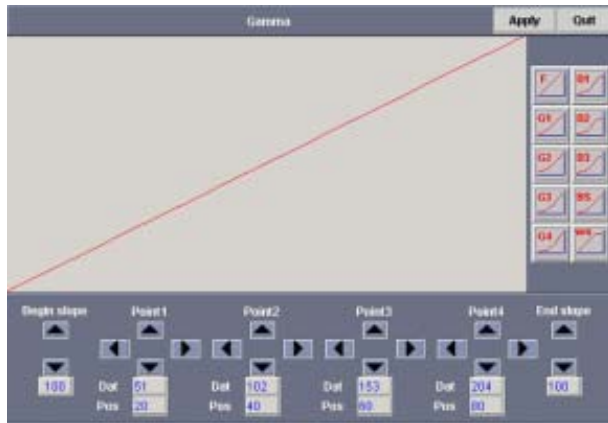 Gamma Apply Quit
F B1
G1 B2
G2 B3
G3 BS
G4
Begin slope Point1 Point2 Point3 Point4 End slope
100 Dat 51 Dat 102 Dat 153 Dat 204 100
Pos 20 Pos 40 Pos 60 Pos 80